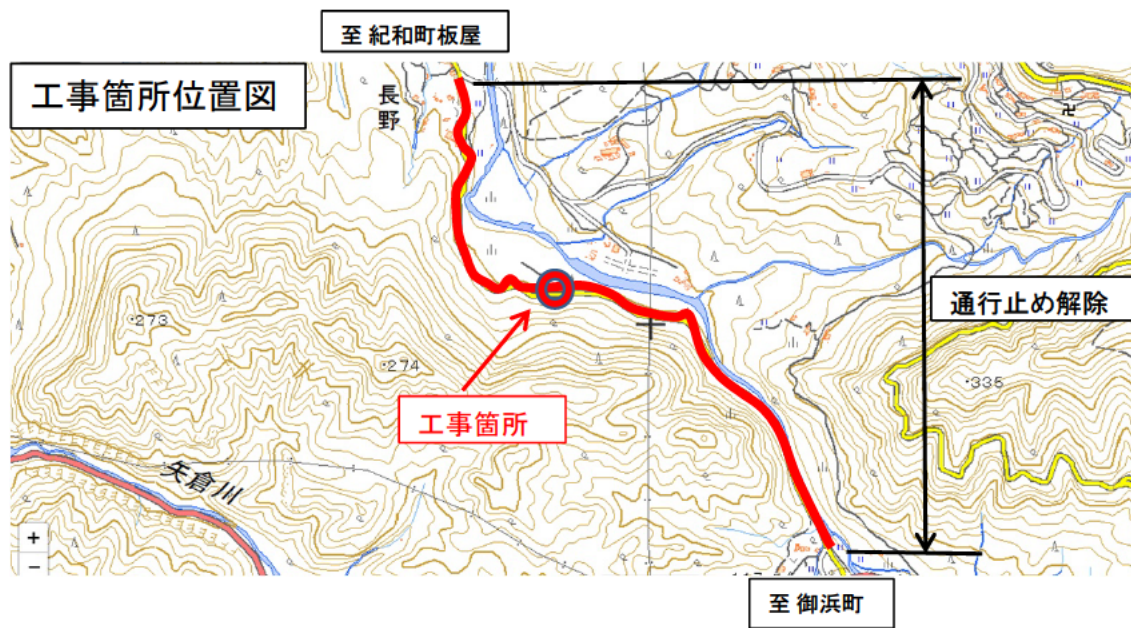 至 紀和町板屋
工事箇所位置図
長野
通行止め解除
273
274
335
工事箇所
矢倉川
+
−
至 御浜町